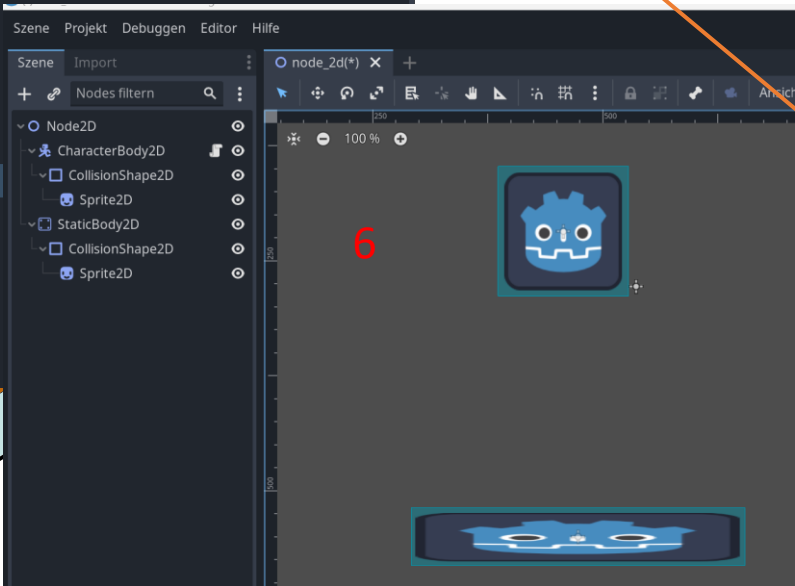 Szene Projekt Debuggen Editor Hilfe
Szene Import
node_2d(*)
Nodes filtern
Node2D
CharacterBody2D
CollisionShape2D
Sprite2D
StaticBody2D
CollisionShape2D
Sprite2D
250
500
100 %
6
250
500